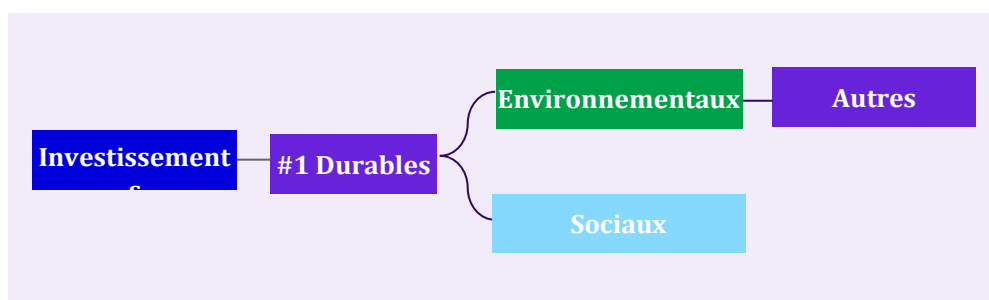 Investissement
s
#1 Durables
Environnementaux
Autres
Sociaux